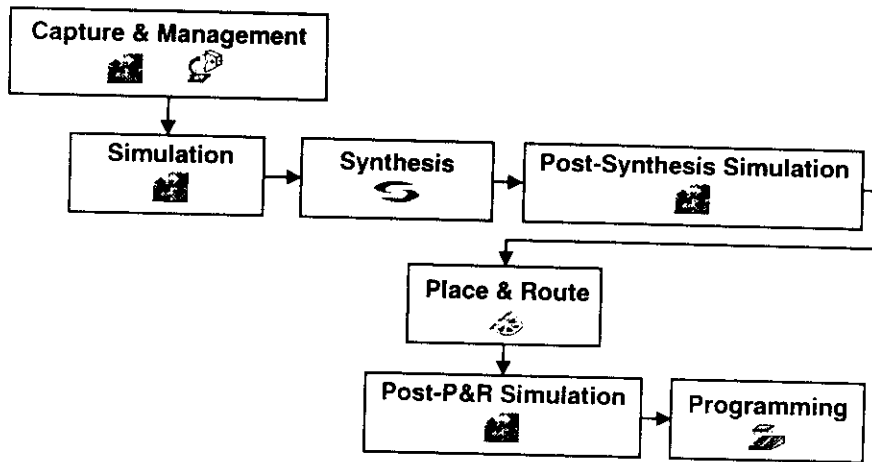 Capture & Management
Simulation
Synthesis
Post-Synthesis Simulation
Place & Route
Post-P&R Simulation
Programming